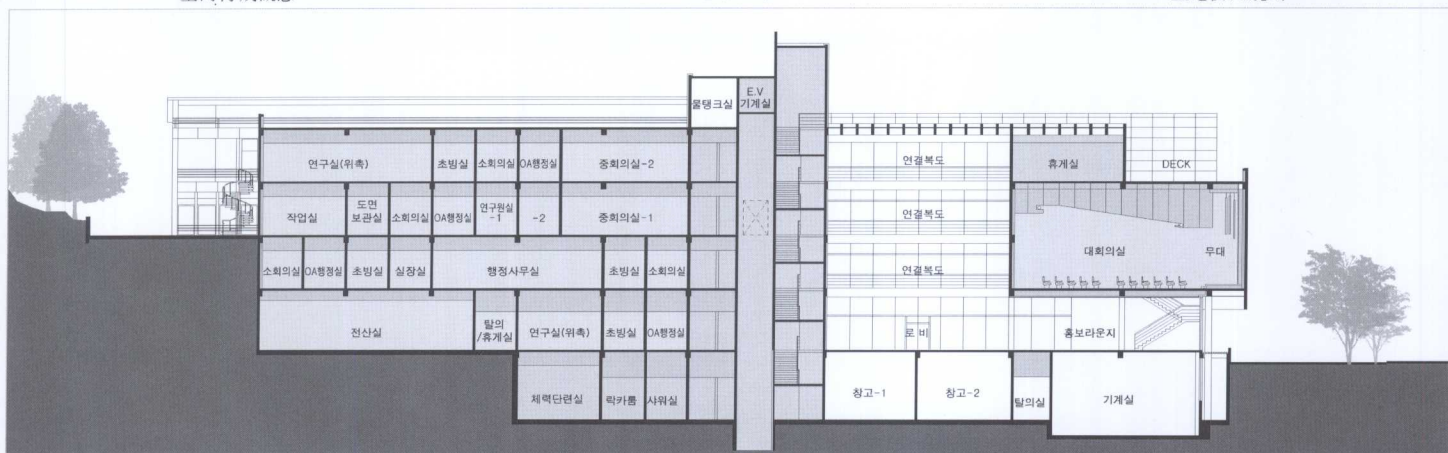 물탱크실
E.V
기계실
연구실(위촉)
초빙실
소회의실
OA행정실
중회의실-2
연결복도
휴게실
DECK
작업실
도면
보관실
소회의실
OA행정실
연구원실
-1
-2
중회의실-1
연결복도
대회의실
무대
소회의실
OA행정실
초빙실
실장실
행정사무실
초빙실
소회의실
연결복도
전산실
탈의
/휴게실
연구실(위촉)
초빙실
OA행정실
로 비
홍보라운지
체력단련실
락카룸
샤워실
창고-1
창고-2
탈의실
기계실